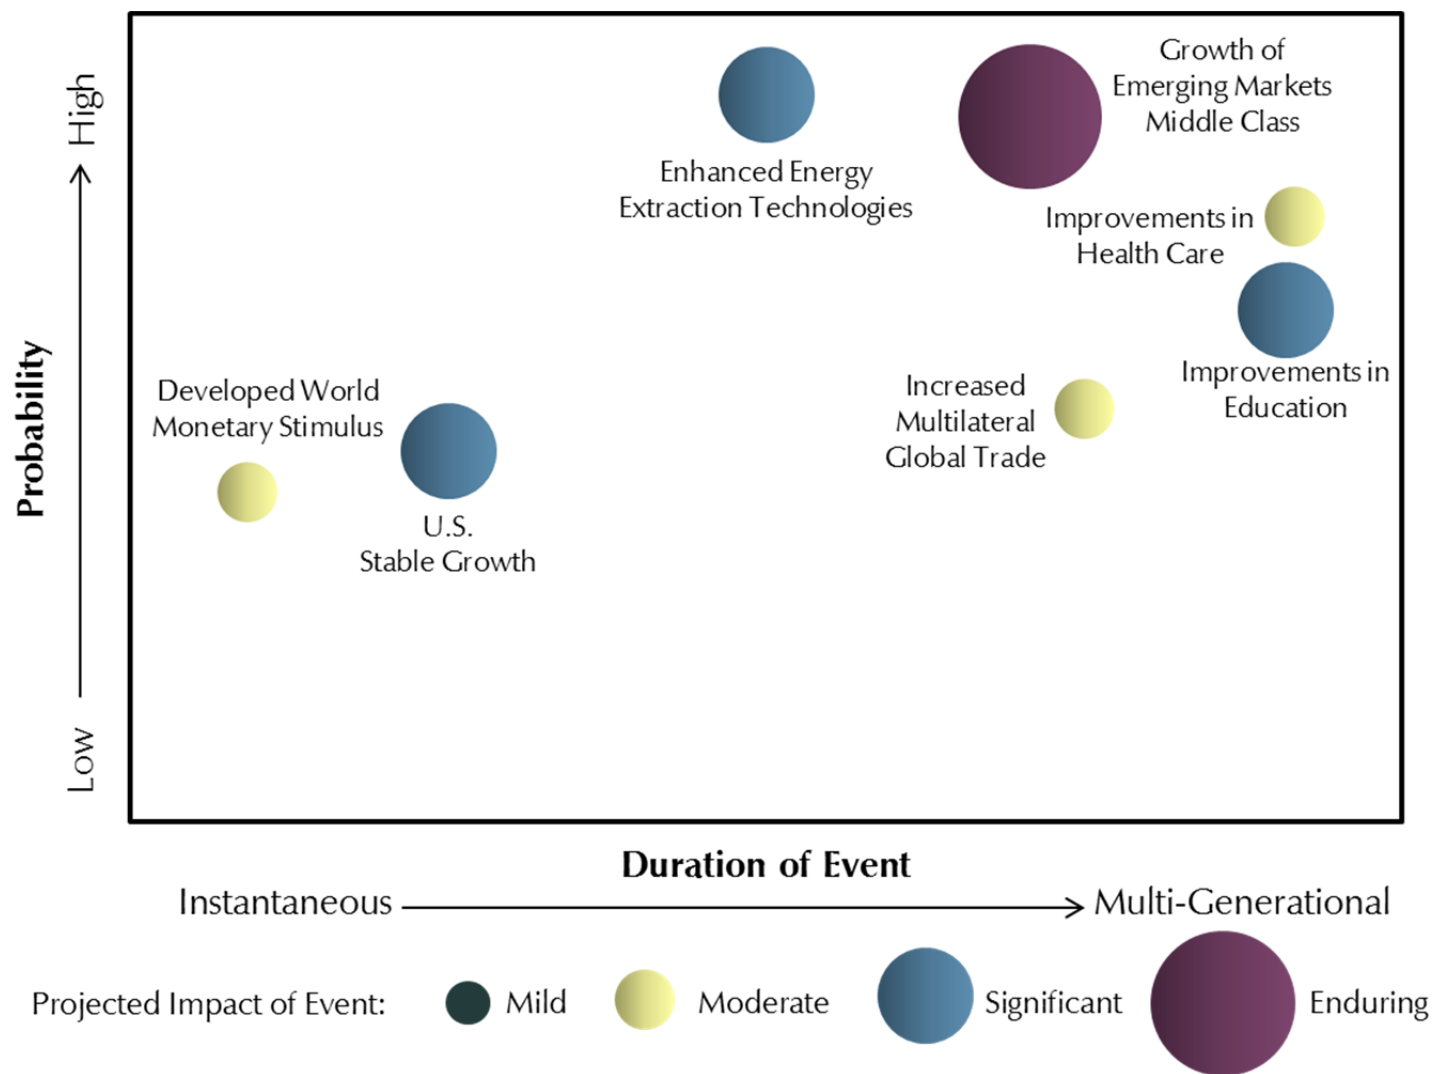 High
Growth of
Emerging Markets
Middle Class
Enhanced Energy
Extraction Technologies
Improvements in
Health Care
Probability
Developed World
Monetary Stimulus
Increased
Multilateral
Global Trade
Improvements in
Education
U.S.
Stable Growth
Low
Duration of Event
Instantaneous
Multi-Generational
Projected Impact of Event:
Mild
Moderate
Significant
Enduring